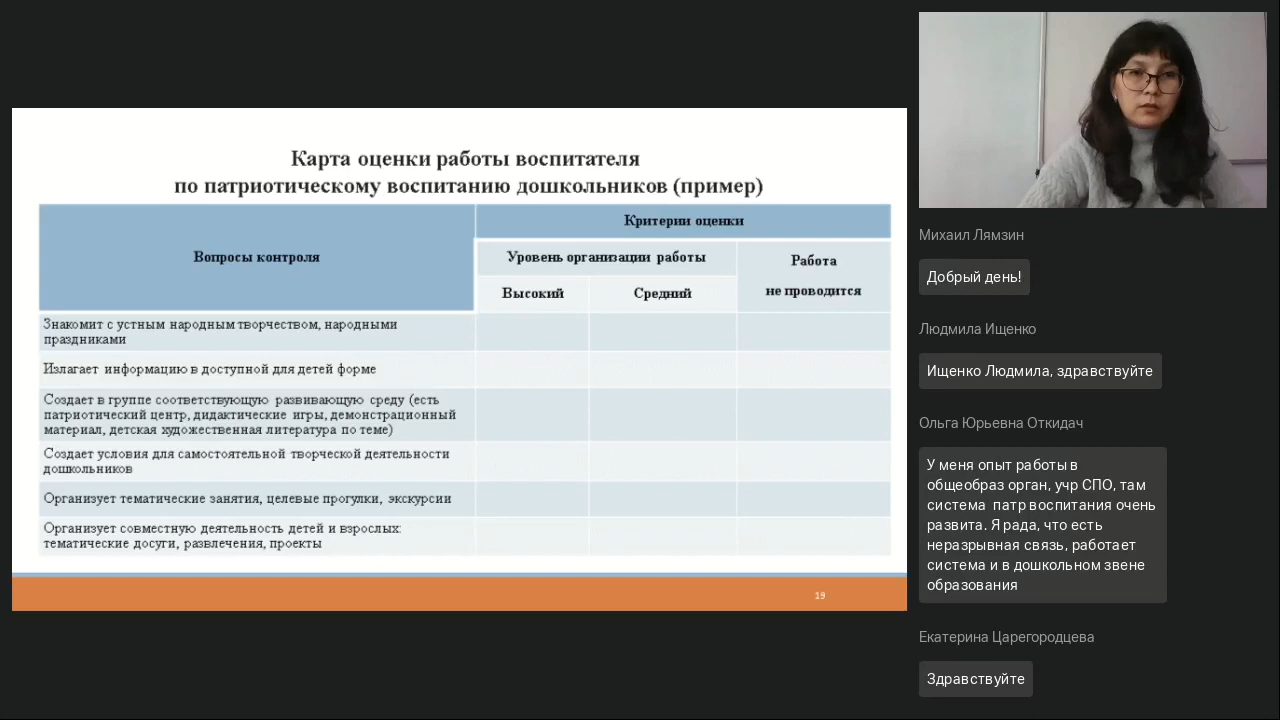 Карта оценки работы воспитателя
по патриотическому воспитанию дошкольников (пример)
Вопросы контроля
Критерии оценки
Уровень организации работы
Работа
не проводится
Высокий
Средний
Знакомит с устным народным творчеством, народными
праздниками
Излагает информацию в доступной для детей форме
Создает в группе соответствующую развивающую среду (есть
патриотический центр, дидактические игры, демонстрационный
материал, детская художественная литература по теме)
Создает условия для самостоятельной творческой деятельности
дошкольников
Организует тематические занятия, целевые прогулки, экскурсии
Организует совместную деятельность детей и взрослых:
тематические досуги, развлечения, проекты
19
Михаил Лямзин
Добрый день!
Людмила Ищенко
Ищенко Людмила, здравствуйте
Ольга Юрьевна Откидач
У меня опыт работы в
общеобраз орган, учр СПО, там
система патр воспитания очень
развита. Я рада, что есть
неразрывная связь, работает
система и в дошкольном звене
образования
Екатерина Царегородцева
Здравствуйте